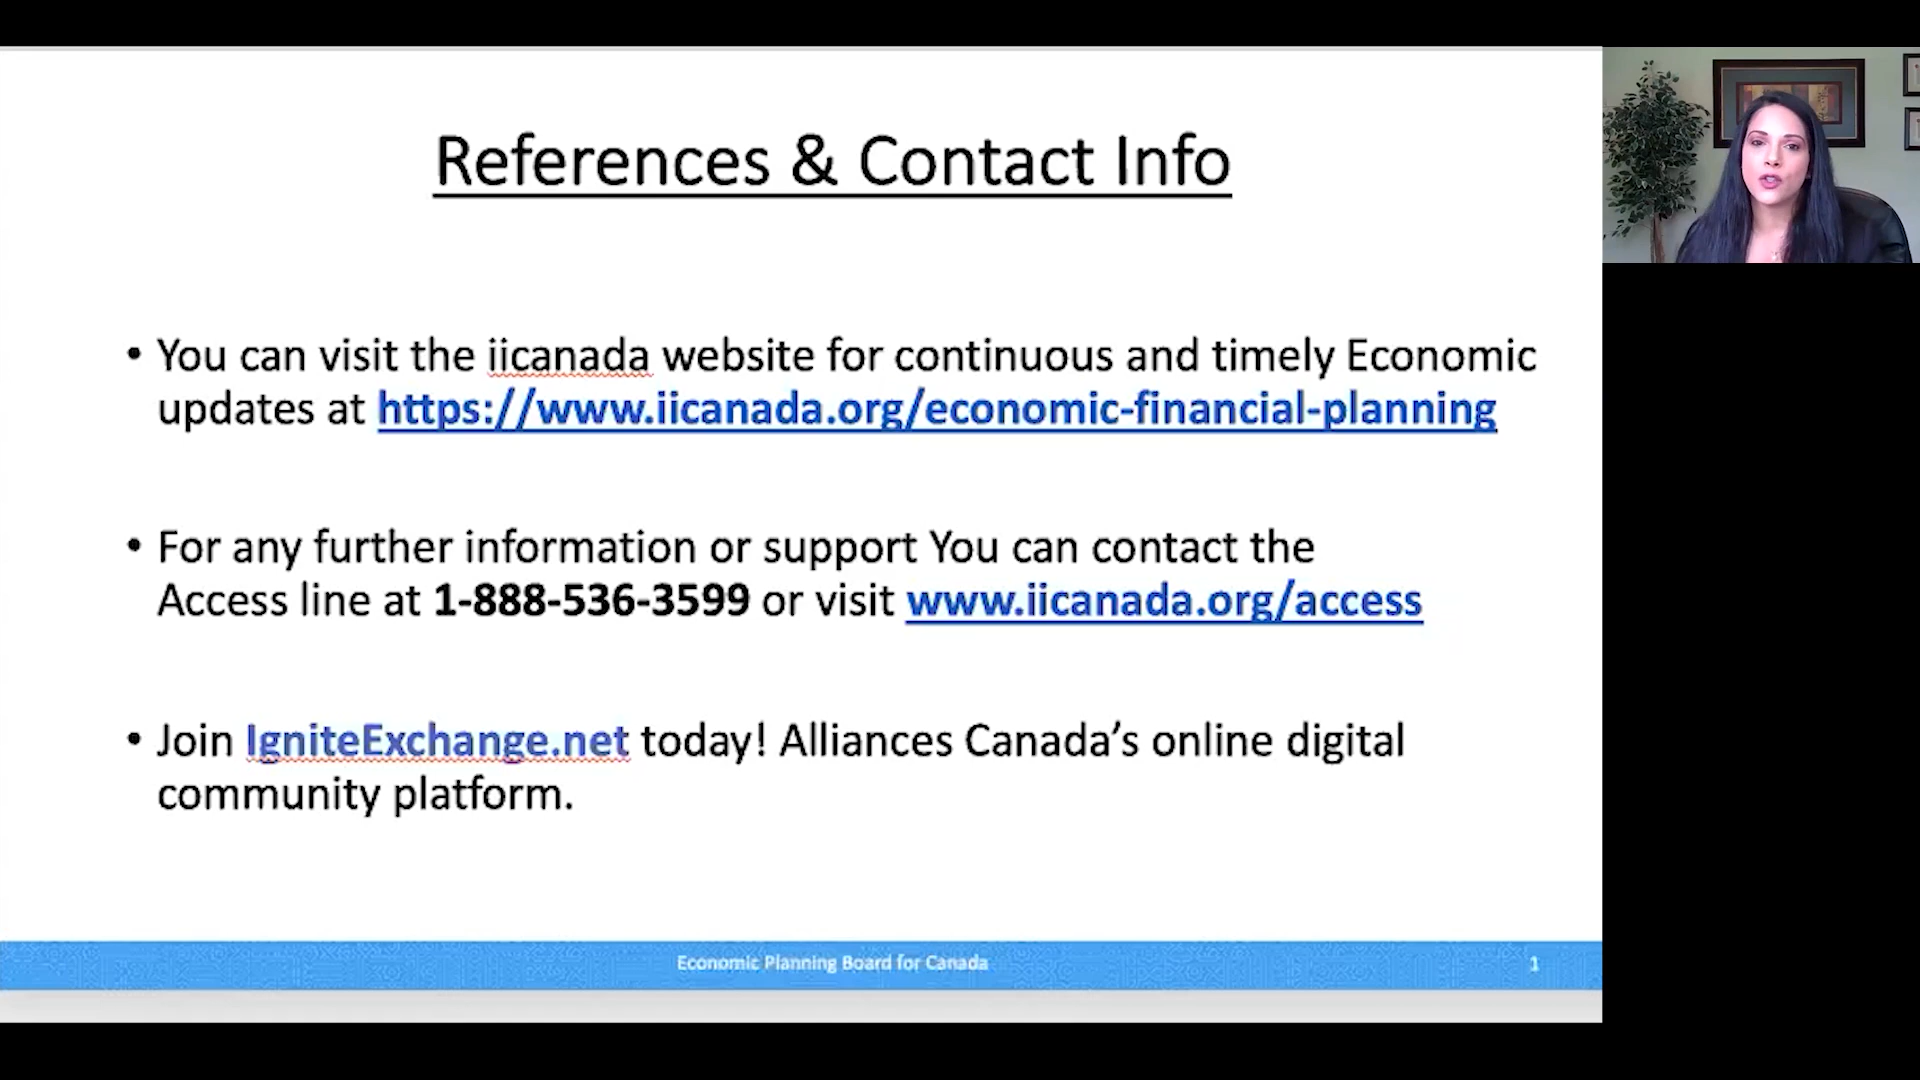 References & Contact Info
• You can visit the iicanada website for continuous and timely Economic
updates at https://www.iicanada.org/economic-financial-planning
• For any further information or support You can contact the
Access line at 1-888-536-3599 or visit www.iicanada.org/access
• Join IgniteExchange.net today! Alliances Canada’s online digital
community platform.
Economic Planning Board for Canada
1